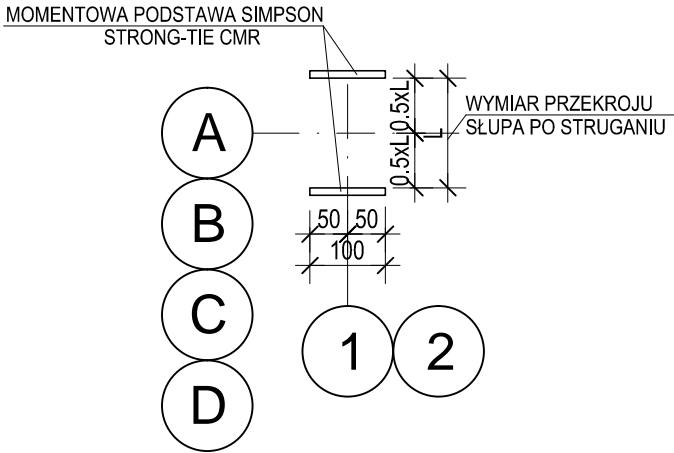 MOMENTOWA PODSTAWA SIMPSON
STRONG-TIE CMR
WYMIAR PRZEKROJU
SŁUPA PO STRUGANIU
0.5xL
0.5xL
L
A
B
C
D
50 50
100
1 2